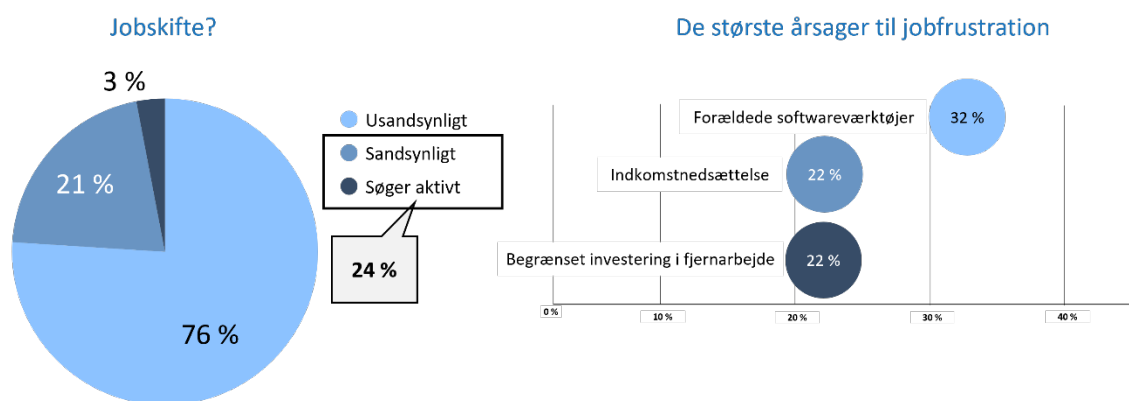 Jobskifte?
3 %
21 %
76 %
Usandsynligt
Sandsynligt
Søger aktivt
24 %
De største årsager til jobfrustration
Forældede softwareværktøjer
32 %
Indkomstnedsættelse
22 %
Begrænset investering i fjernarbejde
22 %
0 %
10 %
20 %
30 %
40 %